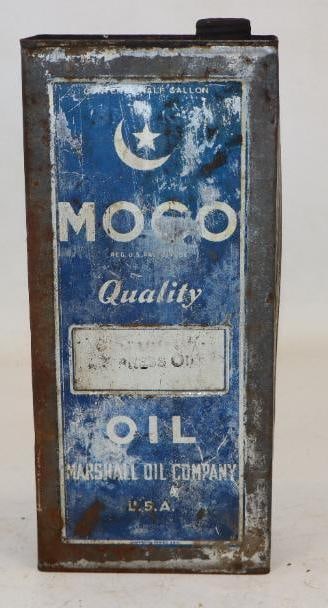 CONTENTS HALF GALLON
MOCO
REG. U.S. PAT. OFF.
Quality
OIL
MARSHALL OIL COMPANY
U.S.A.